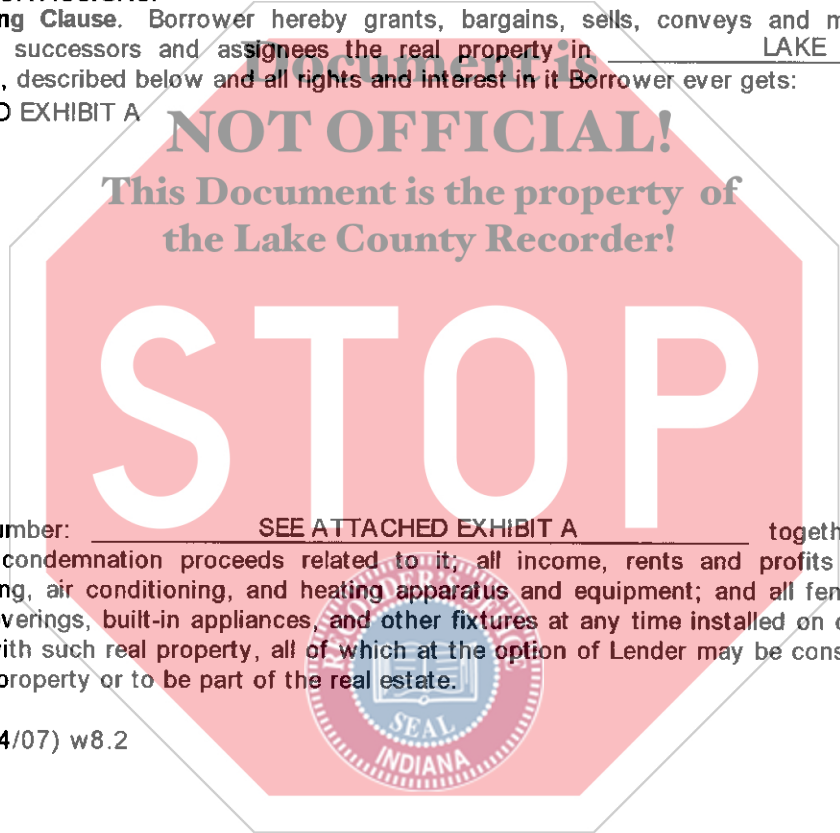 ng Clause. Borrower hereby grants, bargains, sells, conveys and m
successors and assignees the real property in LAKE
Document is
, described below and all rights and interest in it Borrower ever gets:
D EXHIBIT A
NOT OFFICIAL!
This Document is the property of
the Lake County Recorder!
STOP
umber: SEE ATTACHED EXHIBIT A togeth
condemnation proceeds related to it; all income, rents and profits
ng, air conditioning, and heating apparatus and equipment; and all fen
verings, built-in appliances, and other fixtures at any time installed on o
ith such real property, all of which at the option of Lender may be cons
property or to be part of the real estate.
RECORDER'S OFFICE
SEAL
INDIANA
4/07) w8.2